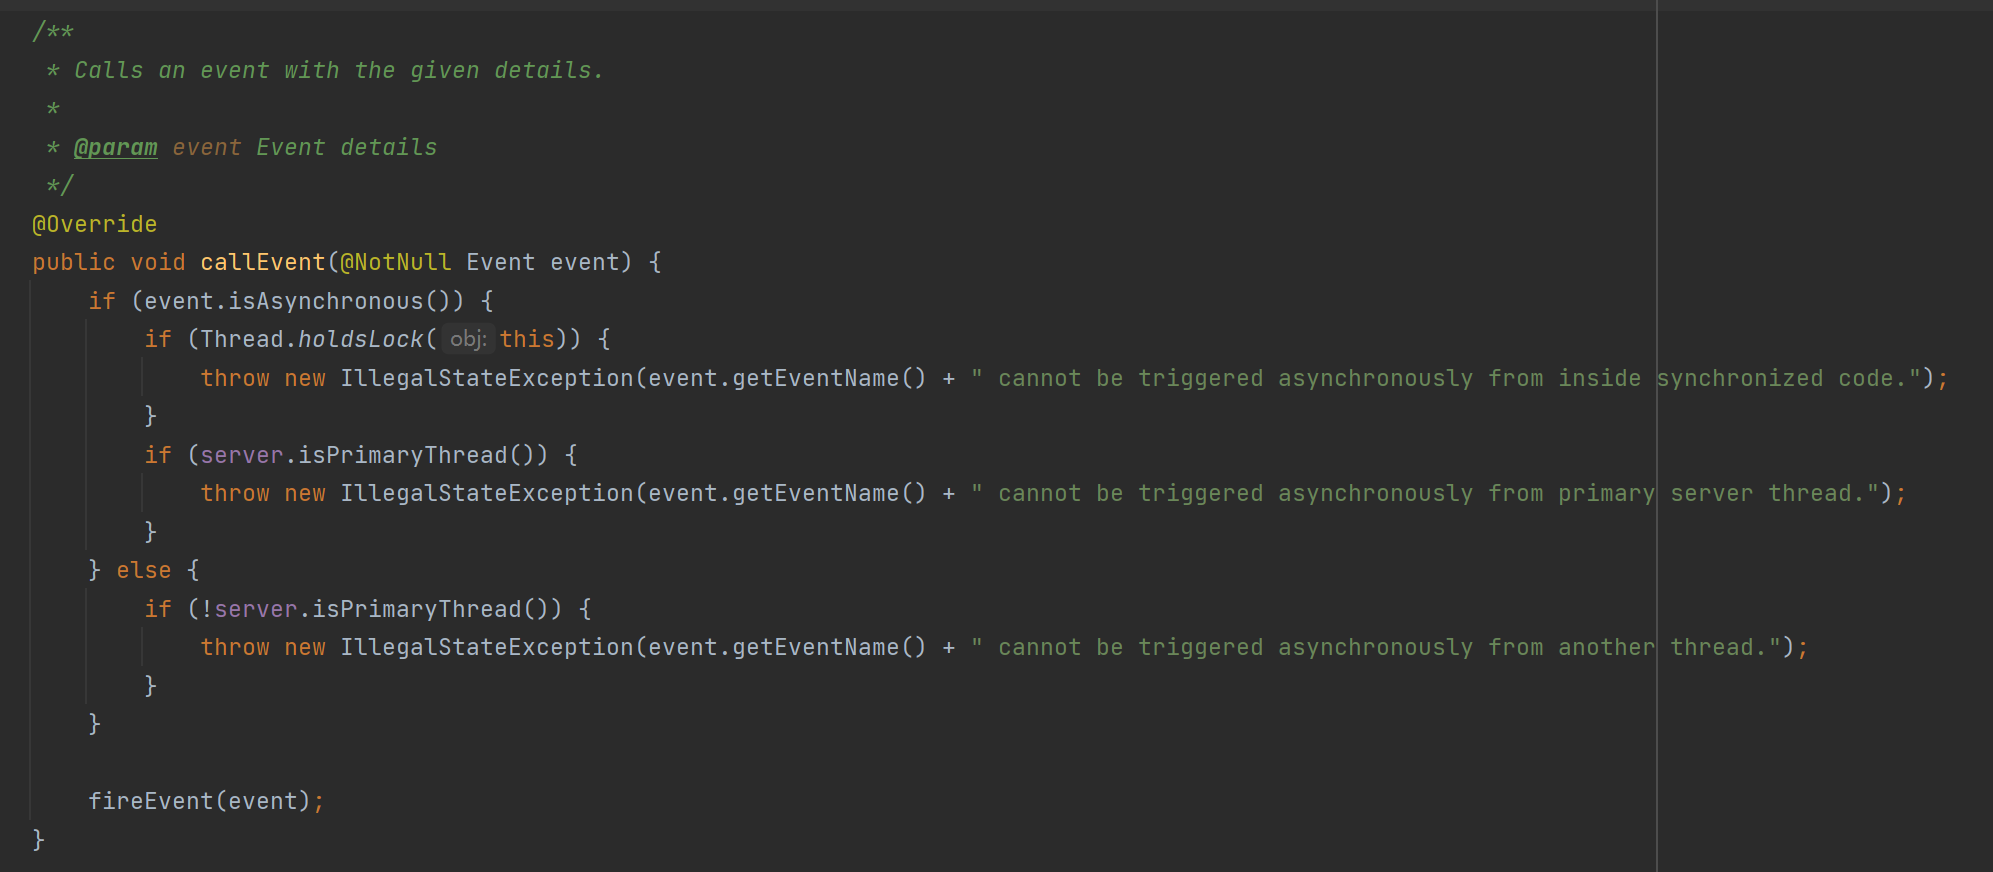 /**
 * Calls an event with the given details.
 *
 * @param event Event details
 */
@Override
public void callEvent(@NotNull Event event) {
    if (event.isAsynchronous()) {
        if (Thread.holdsLock( obj: this)) {
            throw new IllegalStateException(event.getEventName() + " cannot be triggered asynchronously from inside synchronized code.");
        }
        if (server.isPrimaryThread()) {
            throw new IllegalStateException(event.getEventName() + " cannot be triggered asynchronously from primary server thread.");
        }
    } else {
        if (!server.isPrimaryThread()) {
            throw new IllegalStateException(event.getEventName() + " cannot be triggered asynchronously from another thread.");
        }
    }

    fireEvent(event);
}